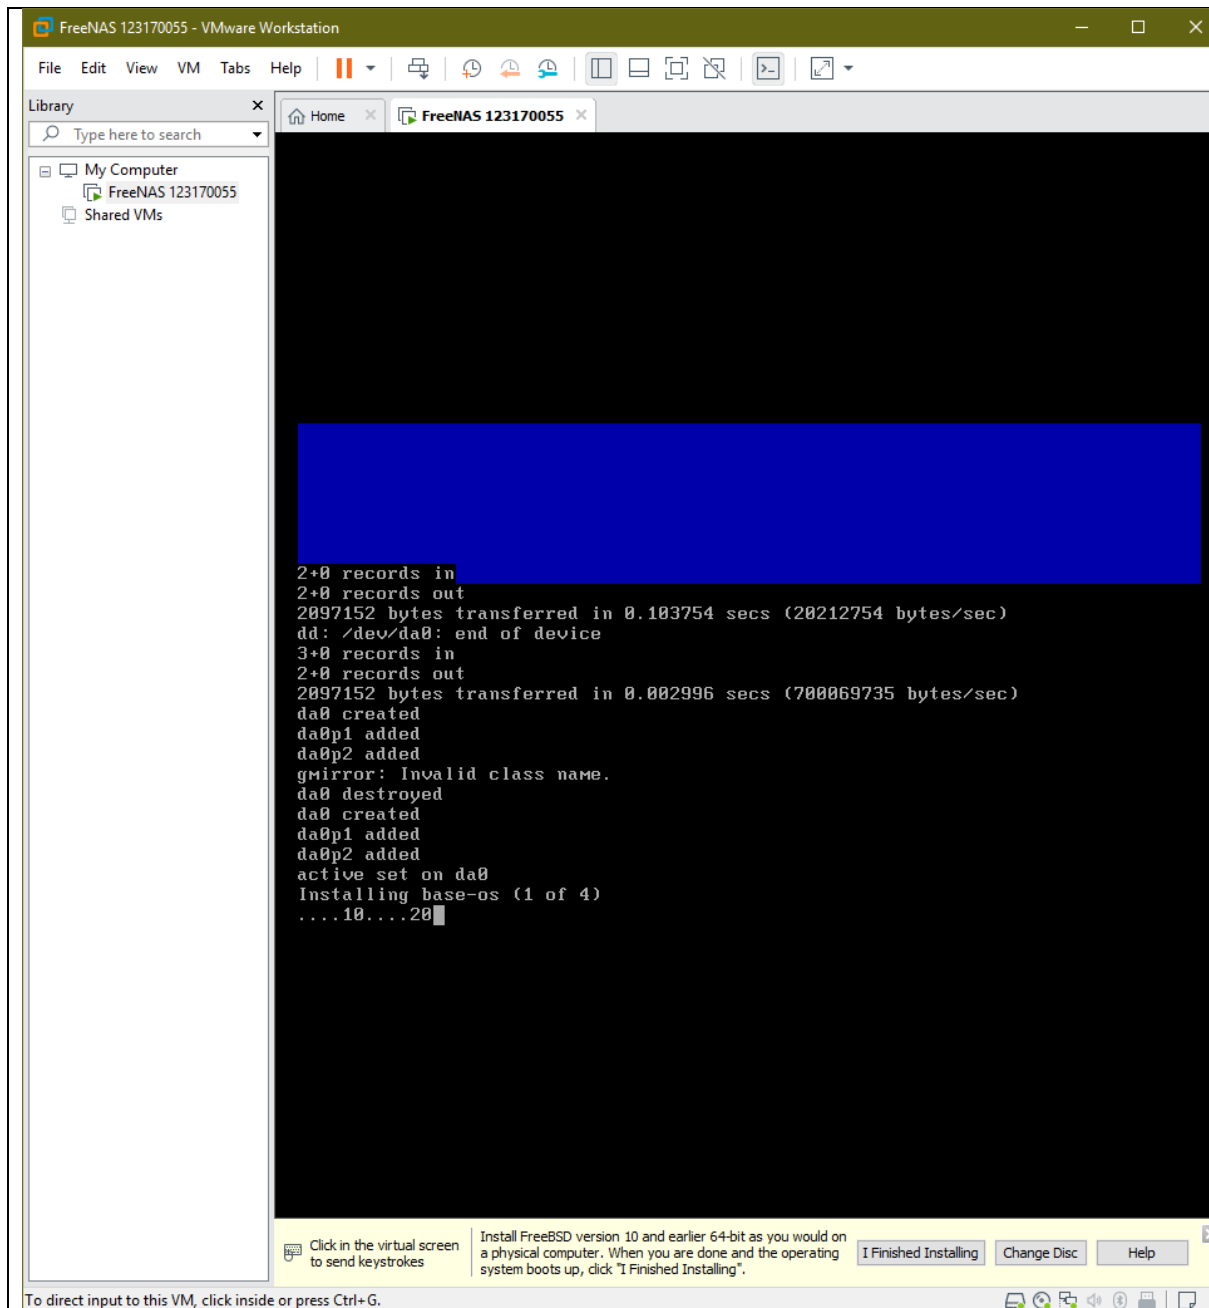 FreeNAS 123170055 - VMware Workstation
File Edit View VM Tabs Help
Library
Type here to search
My Computer
FreeNAS 123170055
Shared VMs
Home
FreeNAS 123170055
2+0 records in
2+0 records out
2097152 bytes transferred in 0.103754 secs (20212754 bytes/sec)
dd: /dev/da0: end of device
3+0 records in
2+0 records out
2097152 bytes transferred in 0.002996 secs (700069735 bytes/sec)
da0 created
da0p1 added
da0p2 added
gmirror: Invalid class name.
da0 destroyed
da0 created
da0p1 added
da0p2 added
active set on da0
Installing base-os (1 of 4)
....10....20
Click in the virtual screen
to send keystrokes
Install FreeBSD version 10 and earlier 64-bit as you would on
a physical computer. When you are done and the operating
system boots up, click "I Finished Installing".
I Finished Installing
Change Disc
Help
To direct input to this VM, click inside or press Ctrl+G.